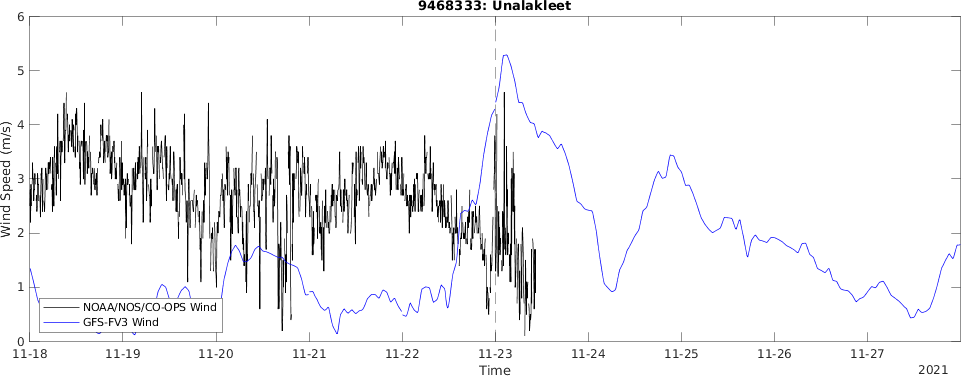 9468333: Unalakleet
6
5
4
3
2
1
0
Wind Speed (m/s)
NOAA/NOS/CO-OPS Wind
GFS-FV3 Wind
11-18 11-19 11-20 11-21 11-22 11-23 11-24 11-25 11-26 11-27
Time
2021